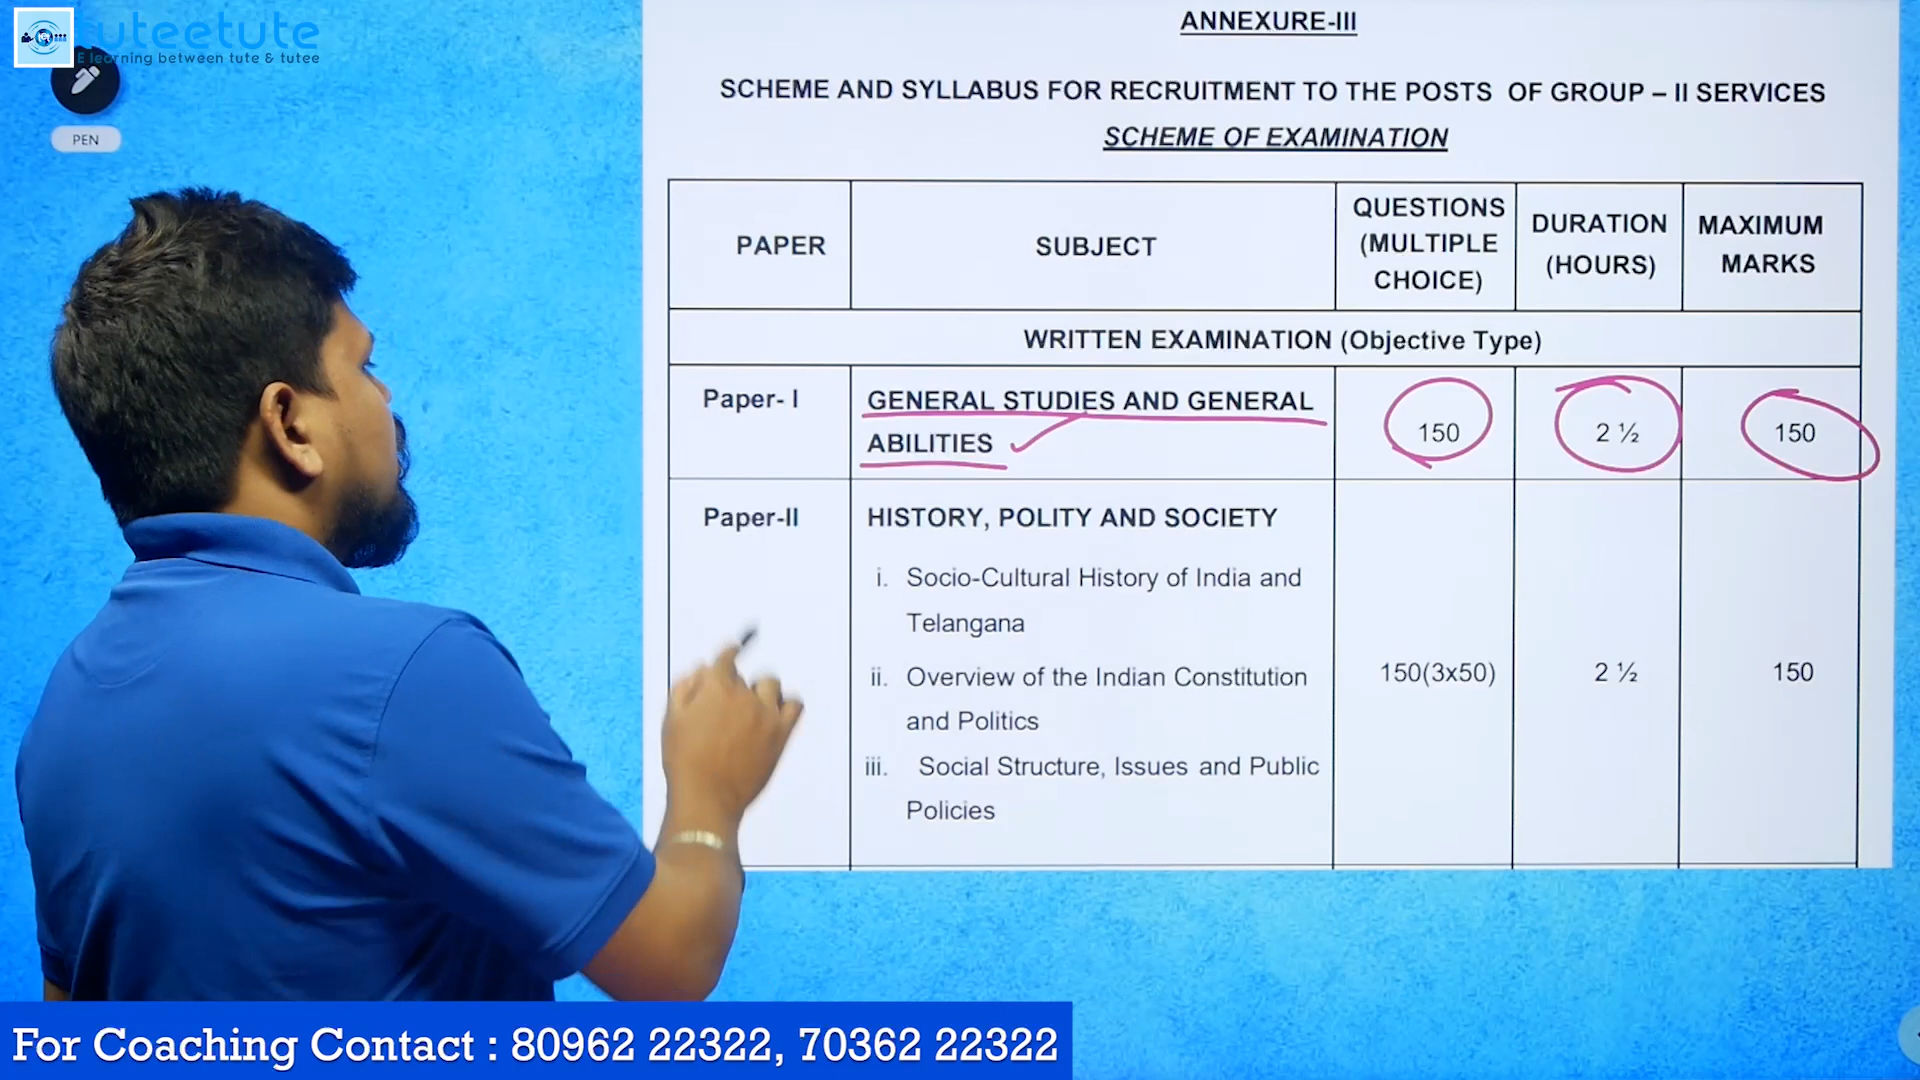 tuteetute
E learning between tute & tutee
PEN
ANNEXURE-III
SCHEME AND SYLLABUS FOR RECRUITMENT TO THE POSTS OF GROUP – II SERVICES
SCHEME OF EXAMINATION
PAPER
SUBJECT
QUESTIONS
(MULTIPLE
CHOICE)
DURATION
(HOURS)
MAXIMUM
MARKS
WRITTEN EXAMINATION (Objective Type)
Paper- I
GENERAL STUDIES AND GENERAL
ABILITIES
150
2 ½
150
Paper-II
HISTORY, POLITY AND SOCIETY
i. Socio-Cultural History of India and
Telangana
ii. Overview of the Indian Constitution
and Politics
iii. Social Structure, Issues and Public
Policies
150(3x50)
2 ½
150
For Coaching Contact : 80962 22322, 70362 22322